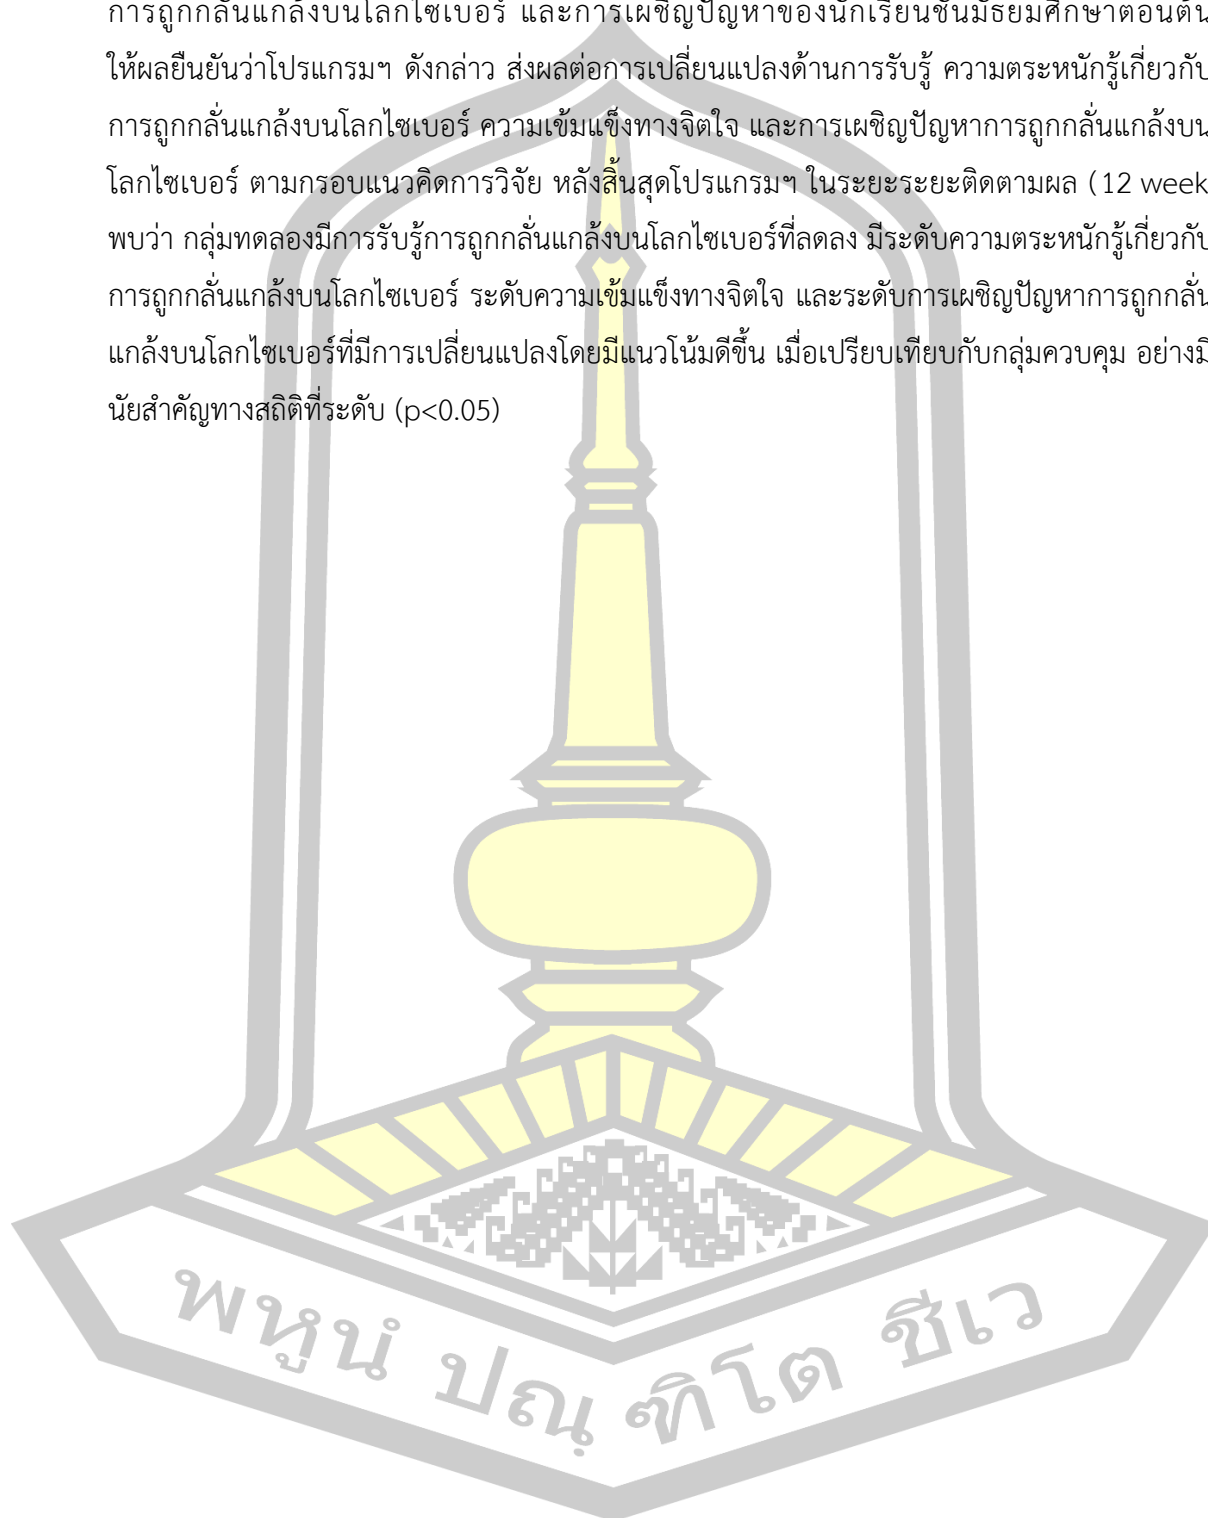 การถูกกลั่นแกล้งบนโลกไซเบอร์ และการเผชิญปัญหาของนักเรียนชั้นมัธยมศึกษาตอนต้น
ให้ผลยืนยันว่าโปรแกรมฯ ดังกล่าว ส่งผลต่อการเปลี่ยนแปลงด้านการรับรู้ ความตระหนักรู้เกี่ยวกับ
การถูกกลั่นแกล้งบนโลกไซเบอร์ ความเข้มแข็งทางจิตใจ และการเผชิญปัญหาการถูกกลั่นแกล้งบน
โลกไซเบอร์ ตามกรอบแนวคิดการวิจัย หลังสิ้นสุดโปรแกรมฯ ในระยะระยะติดตามผล (12 week
พบว่า กลุ่มทดลองมีการรับรู้การถูกกลั่นแกล้งบนโลกไซเบอร์ที่ลดลง มีระดับความตระหนักรู้เกี่ยวกับ
การถูกกลั่นแกล้งบนโลกไซเบอร์ ระดับความเข้มแข็งทางจิตใจ และระดับการเผชิญปัญหาการถูกกลั่น
แกล้งบนโลกไซเบอร์ที่มีการเปลี่ยนแปลงโดยมีแนวโน้มดีขึ้น เมื่อเปรียบเทียบกับกลุ่มควบคุม อย่างมี
นัยสำคัญทางสถิติที่ระดับ (p<0.05)
พหูนํ ปณฺฑิโต ชีเว